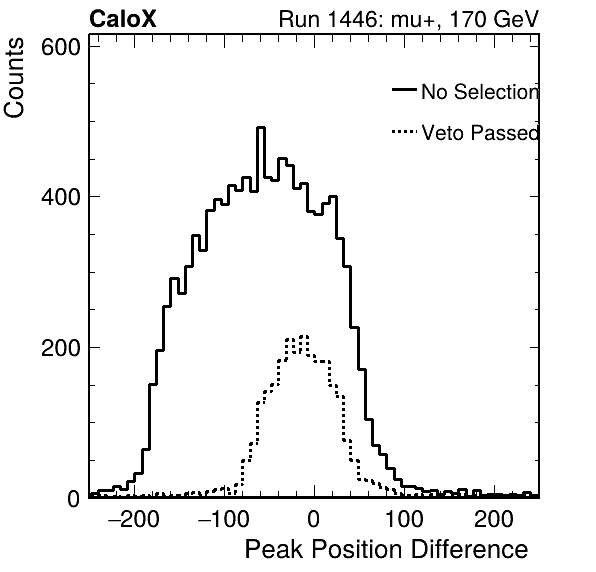 CaloX Run 1446: mu+, 170 GeV
Counts
600
400
200
0
No Selection
Veto Passed
−200 −100 0 100 200
Peak Position Difference